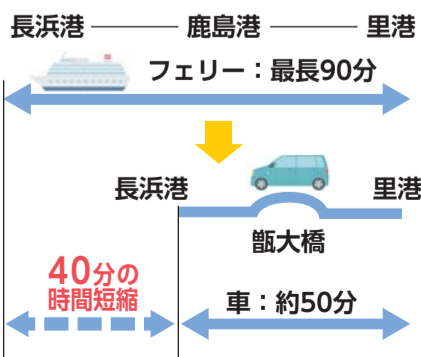 長浜港 ——— 鹿島港 ——— 里港
フェリー：最長90分
長浜港
里港
甑大橋
40分の
時間短縮
車：約50分